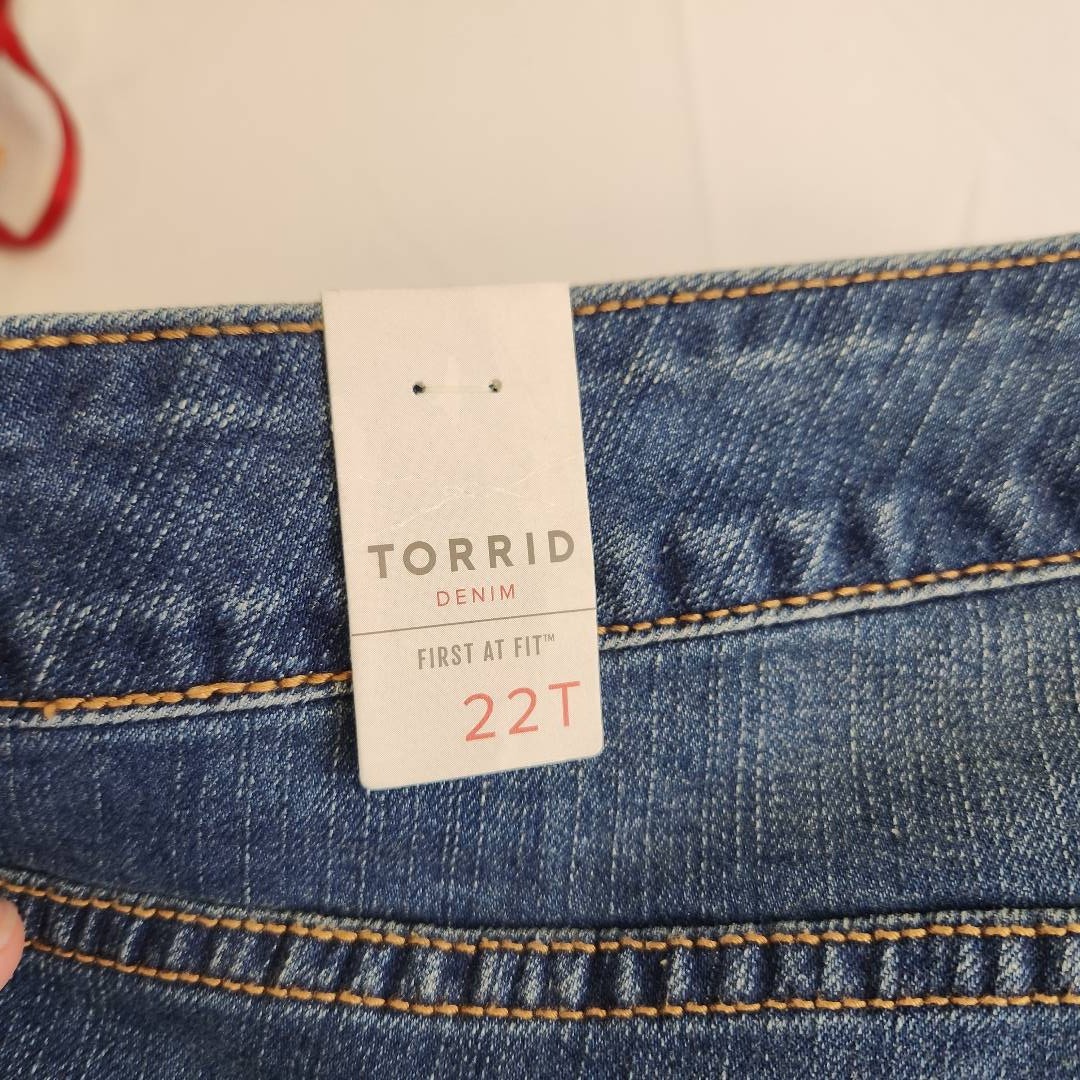 TORRID
DENIM
FIRST AT FIT™
22T